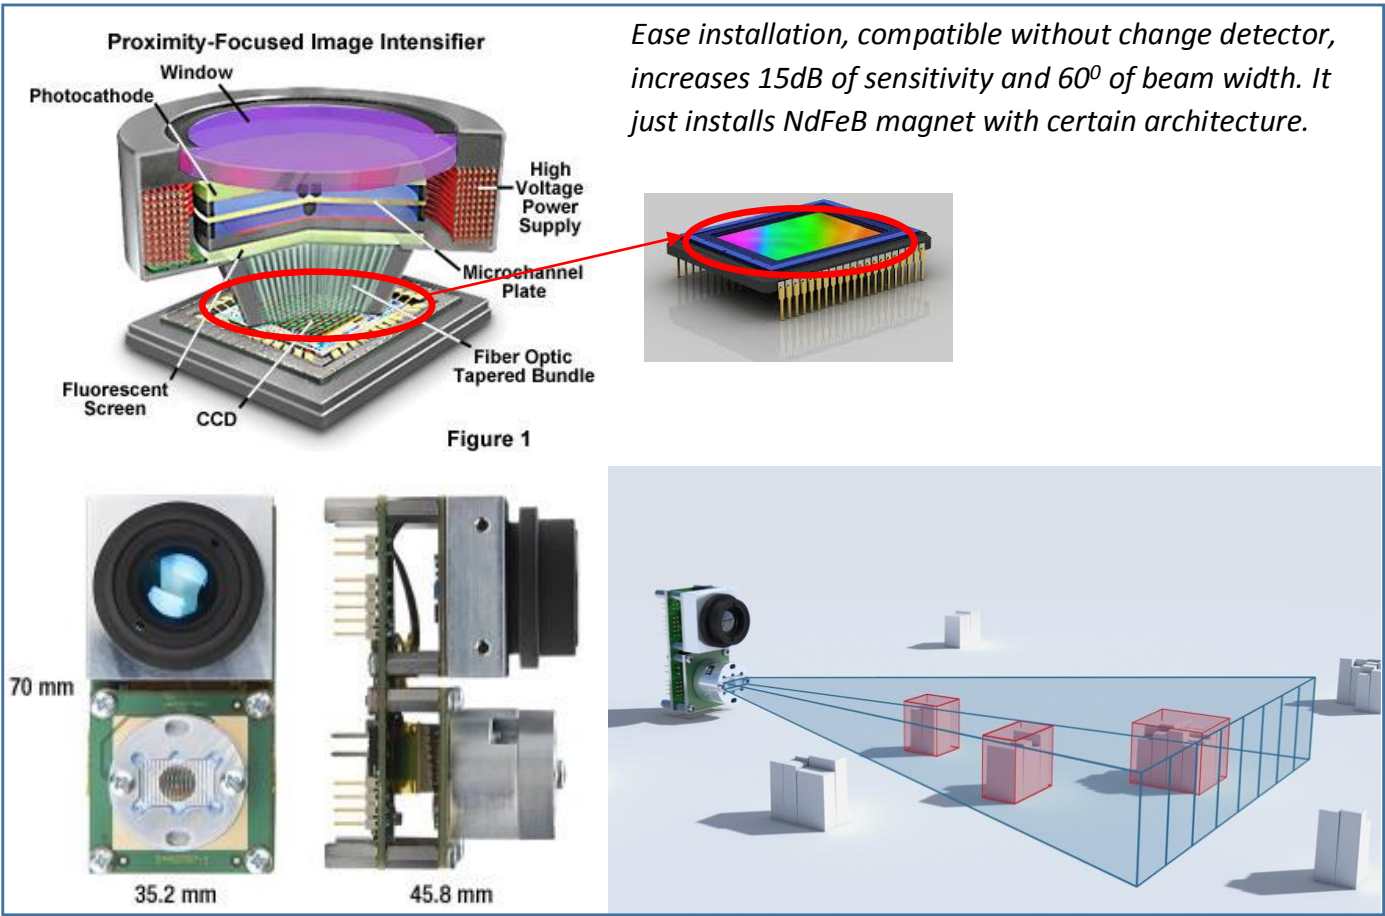 Proximity-Focused Image Intensifier
Window
Photocathode
High
Voltage
Power
Supply
Microchannel
Plate
Fiber Optic
Tapered Bundle
Fluorescent
Screen
CCD
Figure 1
Ease installation, compatible without change detector,
increases 15dB of sensitivity and 60⁰ of beam width. It
just installs NdFeB magnet with certain architecture.
70 mm
35.2 mm
45.8 mm